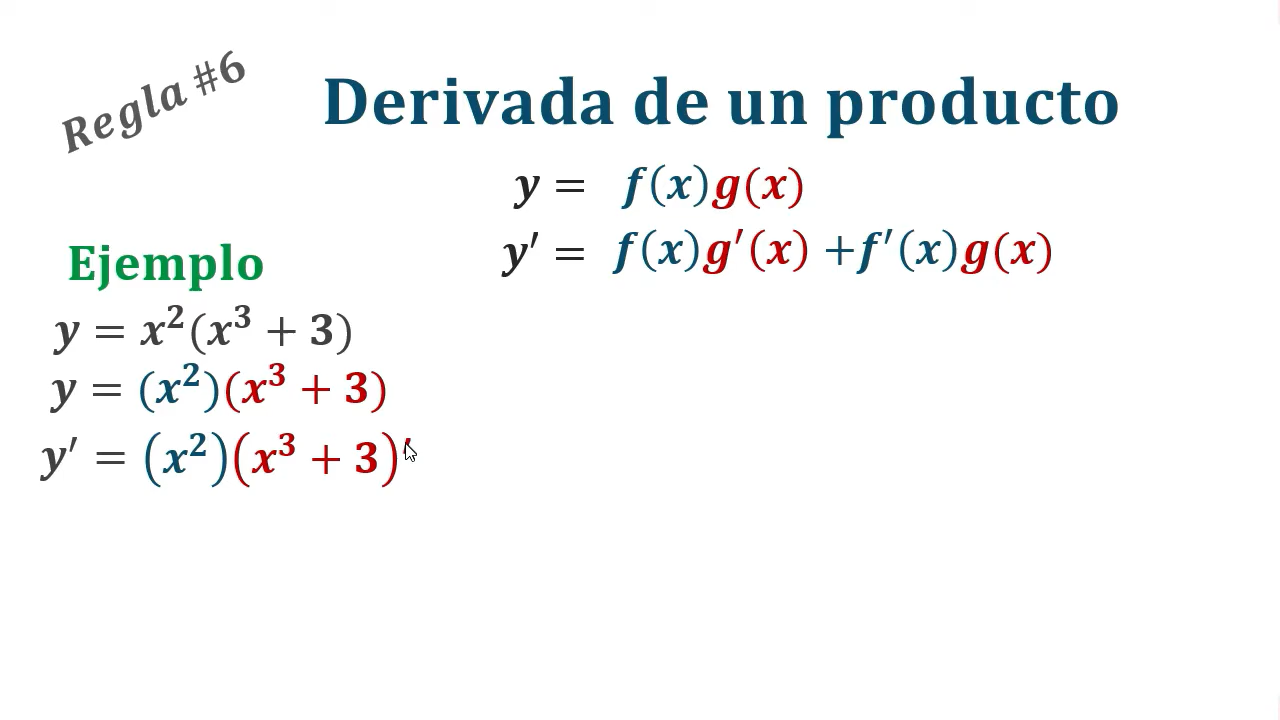 Regla #6
Derivada de un producto
y = f(x)g(x)
y′ = f(x)g′(x) +f′(x)g(x)
Ejemplo
y = x²(x³ + 3)
y = (x²)(x³ + 3)
y′ = (x²)(x³ + 3)′